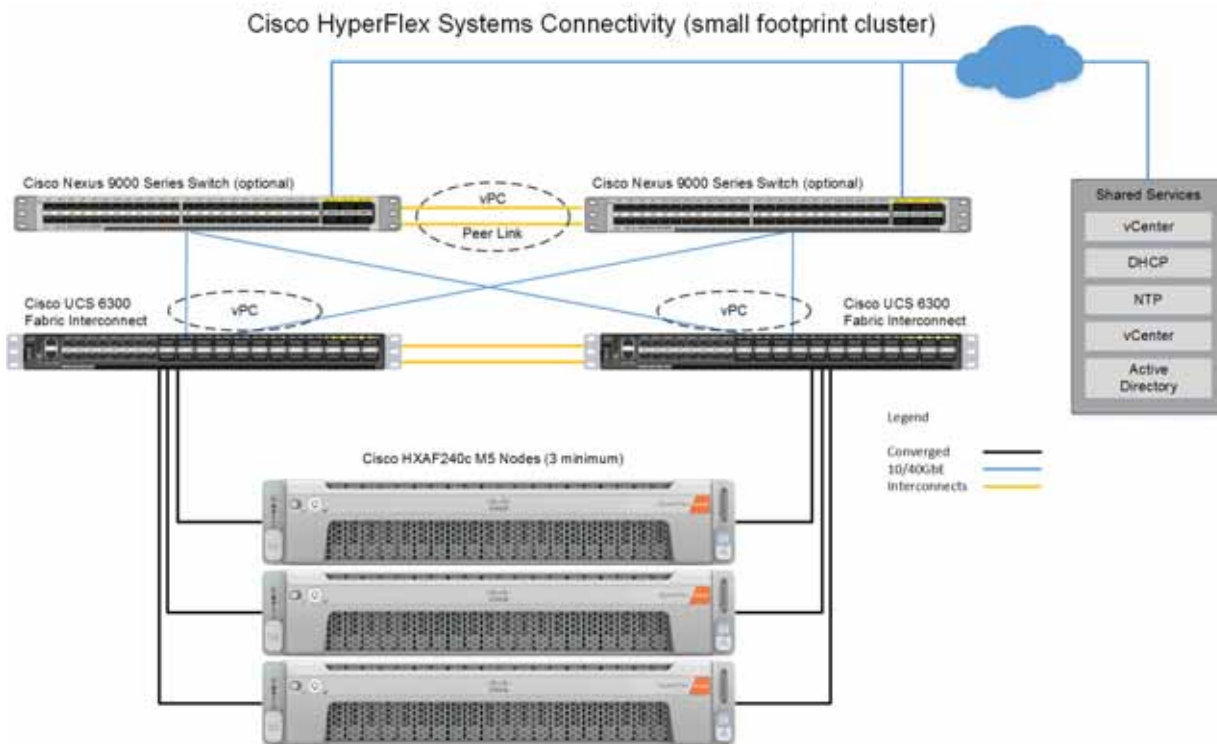 Cisco HyperFlex Systems Connectivity (small footprint cluster)
Cisco Nexus 9000 Series Switch (optional)
Cisco Nexus 9000 Series Switch (optional)
vPC
Peer Link
Shared Services
vCenter
DHCP
NTP
vCenter
Active
Directory
Cisco UCS 6300
Fabric Interconnect
vPC
vPC
Cisco UCS 6300
Fabric Interconnect
Legend
Converged
10/40GbE
Interconnects
Cisco HXAF240c M5 Nodes (3 minimum)